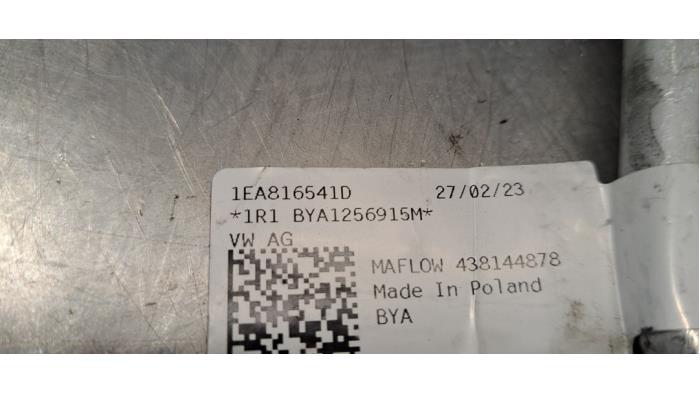 1EA816541D 27/02/23
*1R1 BYA1256915M*
VW AG
MAFLOW 438144878
Made In Poland
BYA